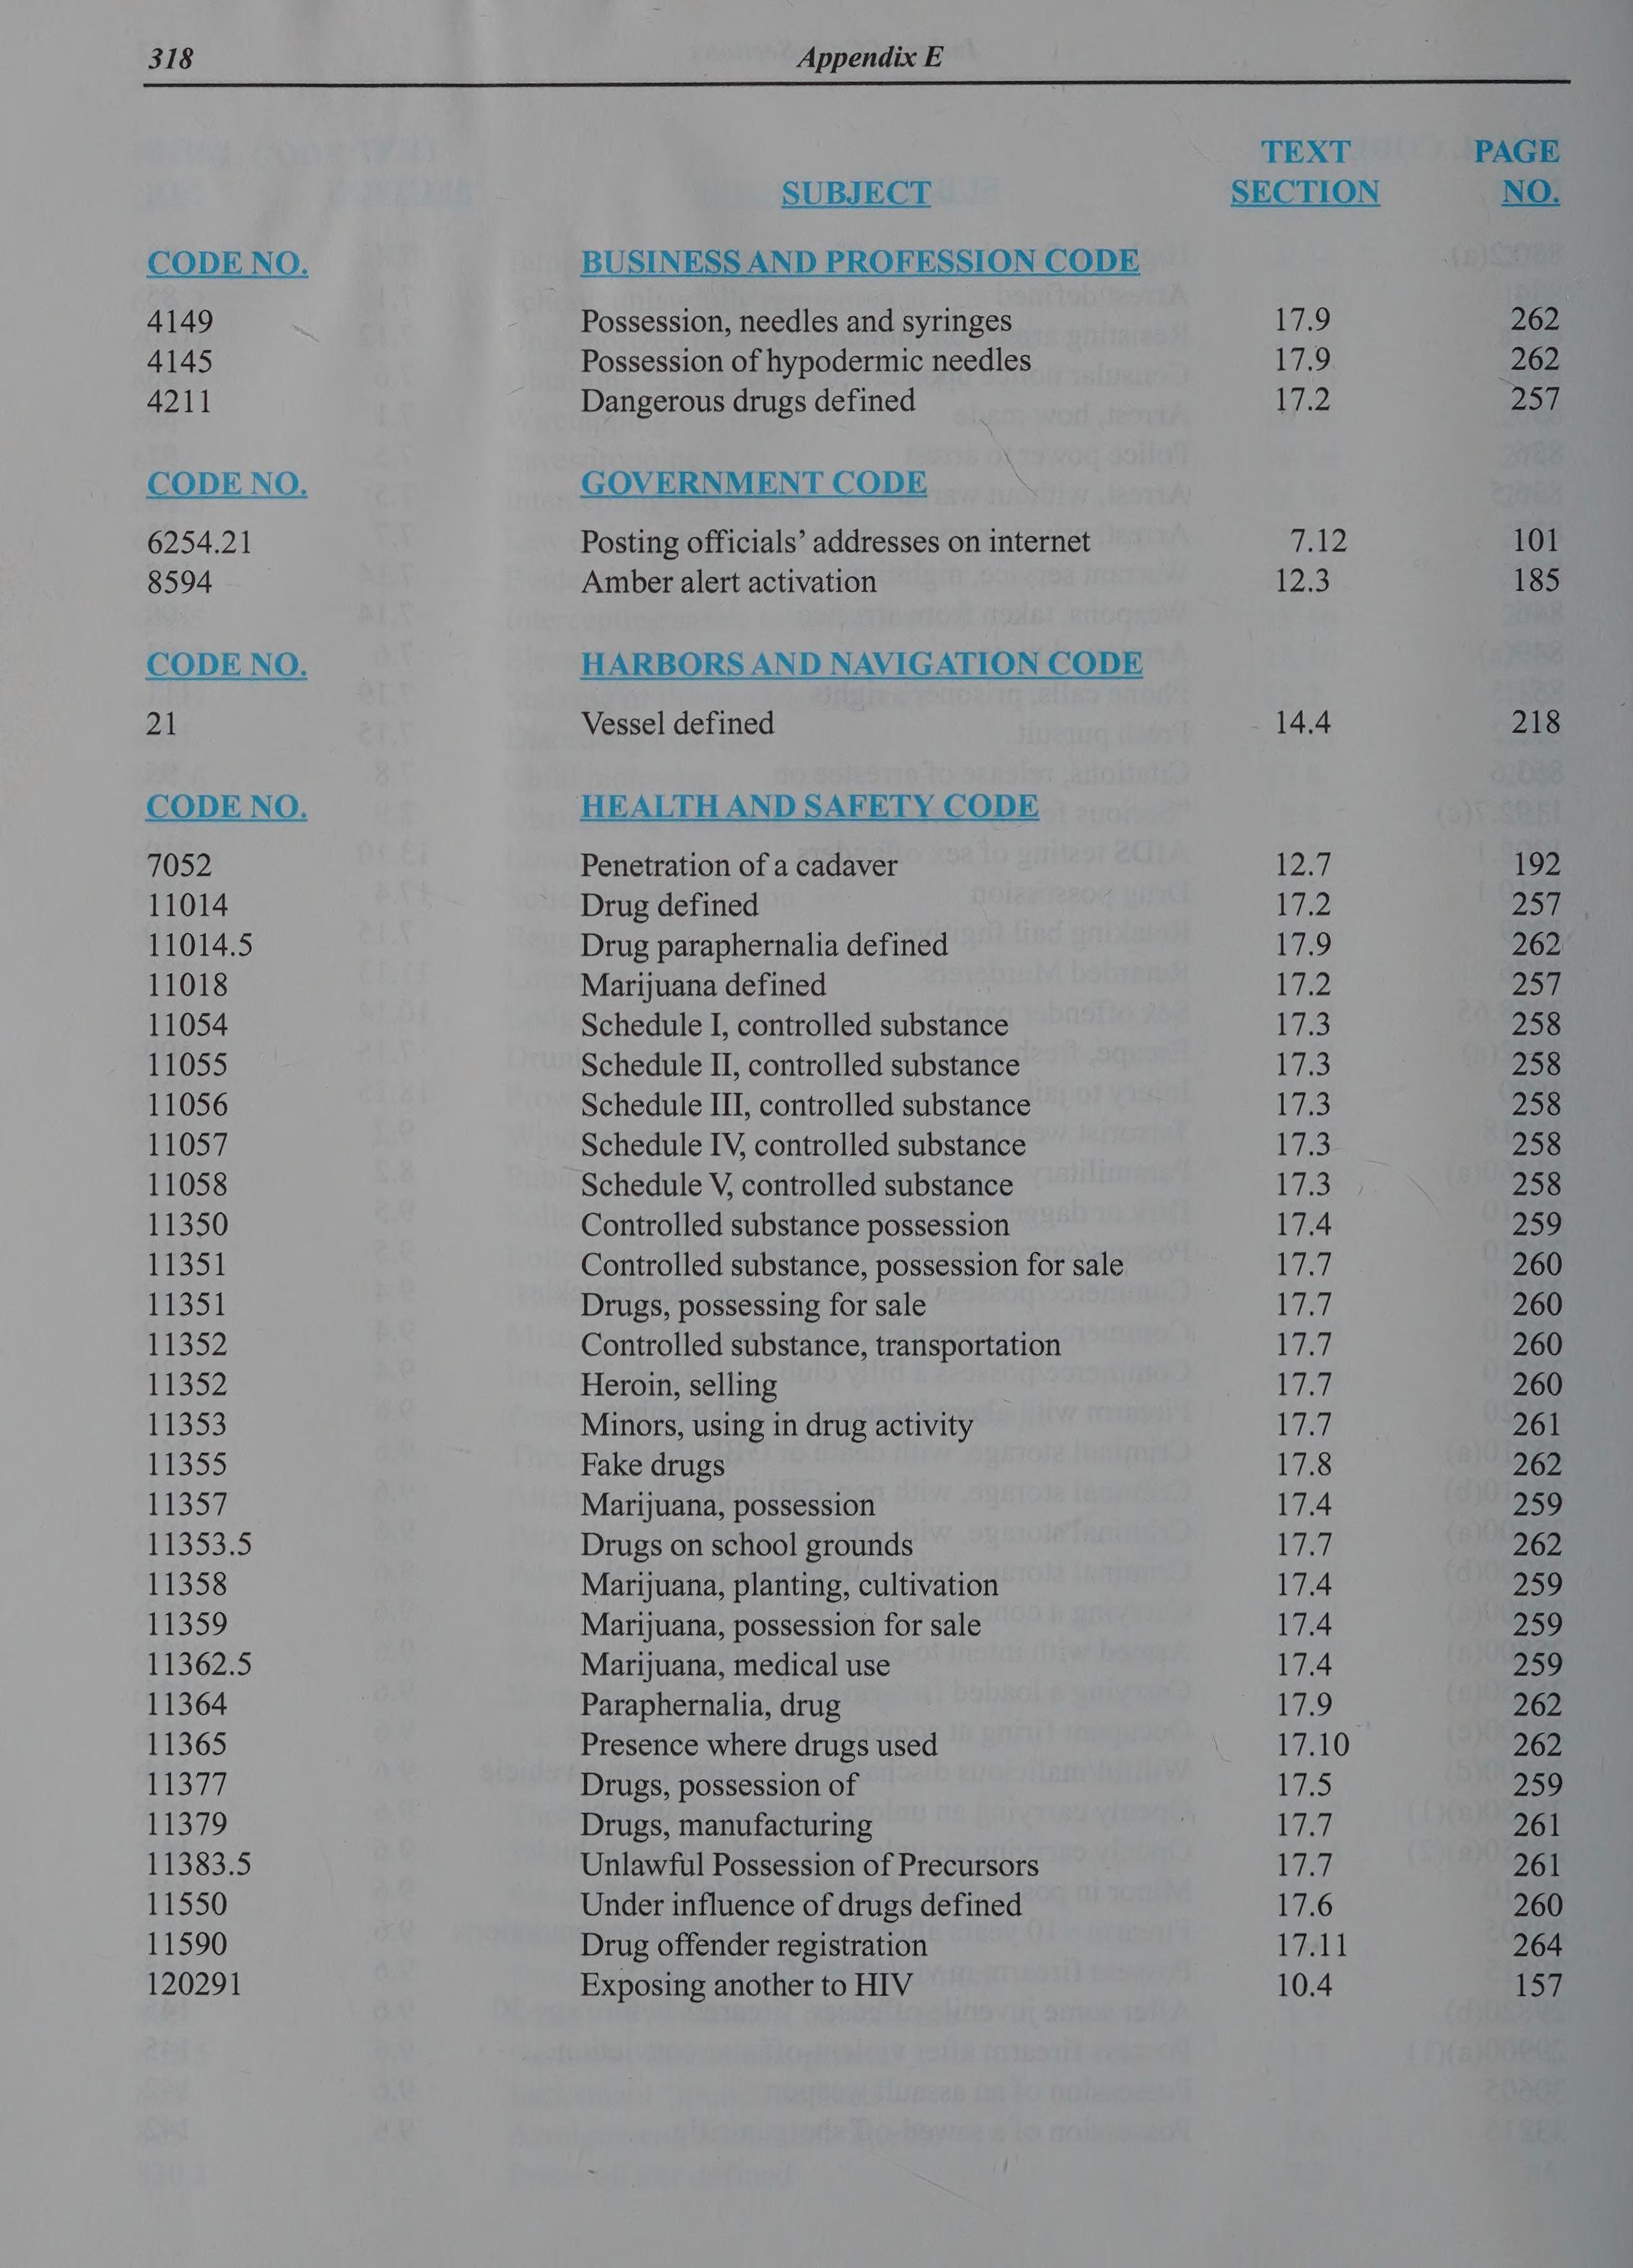 318 Appendix E
TEXT PAGE
SUBJECT SECTION NO.
CODE NO. BUSINESS AND PROFESSION CODE
4149 Possession, needles and syringes 17.9 262
4145 Possession of hypodermic needles 17.9 262
4211 Dangerous drugs defined 17.2 257
CODE NO. GOVERNMENT CODE
6254.21 Posting officials’ addresses on internet 7.12 101
8594 Amber alert activation 12.3 185
CODE NO. HARBORS AND NAVIGATION CODE
21 Vessel defined 14.4 218
CODE NO. HEALTH AND SAFETY CODE
7052 Penetration of a cadaver 12.7 192
11014 Drug defined 17.2 257
11014.5 Drug paraphernalia defined 17.9 262
11018 Marijuana defined 17.2 257
11054 Schedule I, controlled substance 17.3 258
11055 Schedule II, controlled substance 17.3 258
11056 Schedule III, controlled substance 17.3 258
11057 Schedule IV, controlled substance 17.3 258
11058 Schedule V, controlled substance 17.3 258
11350 Controlled substance possession 17.4 259
11351 Controlled substance, possession for sale 17.7 260
11351 Drugs, possessing for sale 17.7 260
11352 Controlled substance, transportation 17.7 260
11352 Heroin, selling 17.7 260
11353 Minors, using in drug activity 17.7 261
11355 Fake drugs 17.8 262
11357 Marijuana, possession 17.4 259
11353.5 Drugs on school grounds 17.7 262
11358 Marijuana, planting, cultivation 17.4 259
11359 Marijuana, possession for sale 17.4 259
11362.5 Marijuana, medical use 17.4 259
11364 Paraphernalia, drug 17.9 262
11365 Presence where drugs used 17.10 262
11377 Drugs, possession of 17.5 259
11379 Drugs, manufacturing 17.7 261
11383.5 Unlawful Possession of Precursors 17.7 261
11550 Under influence of drugs defined 17.6 260
11590 Drug offender registration 17.11 264
120291 Exposing another to HIV 10.4 157